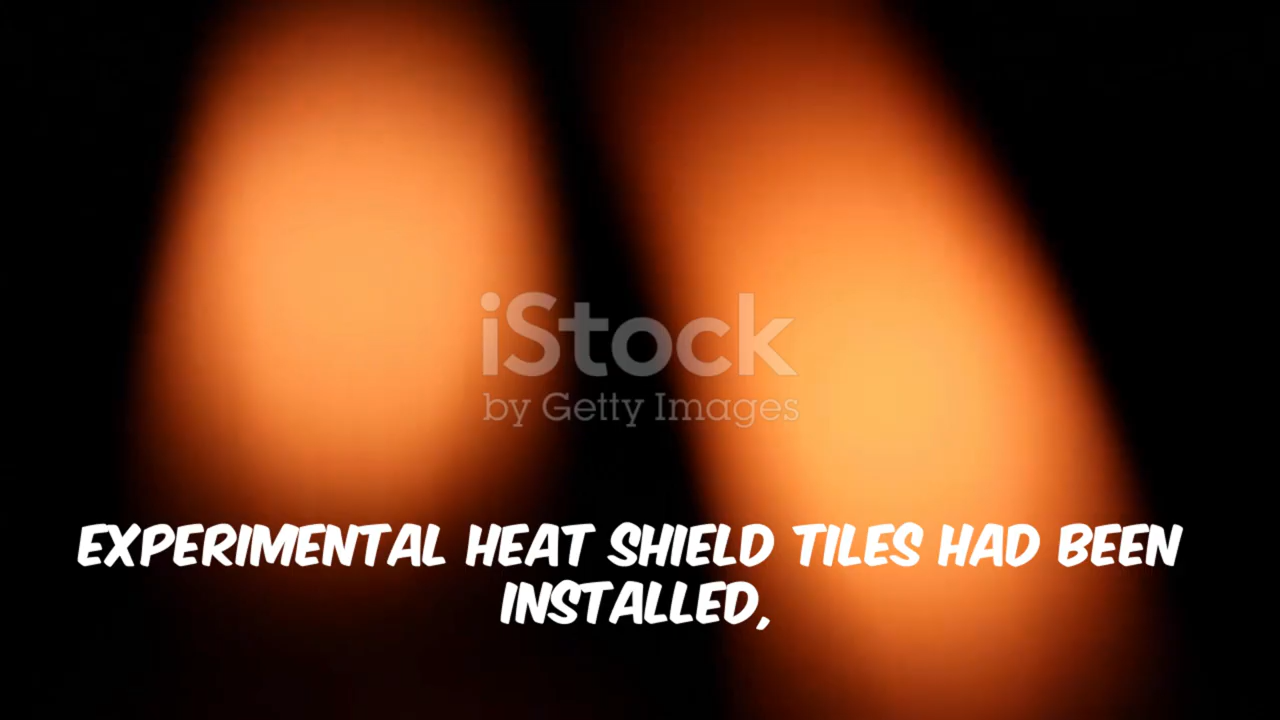 iStock
by Getty Images
EXPERIMENTAL HEAT SHIELD TILES HAD BEEN
INSTALLED,